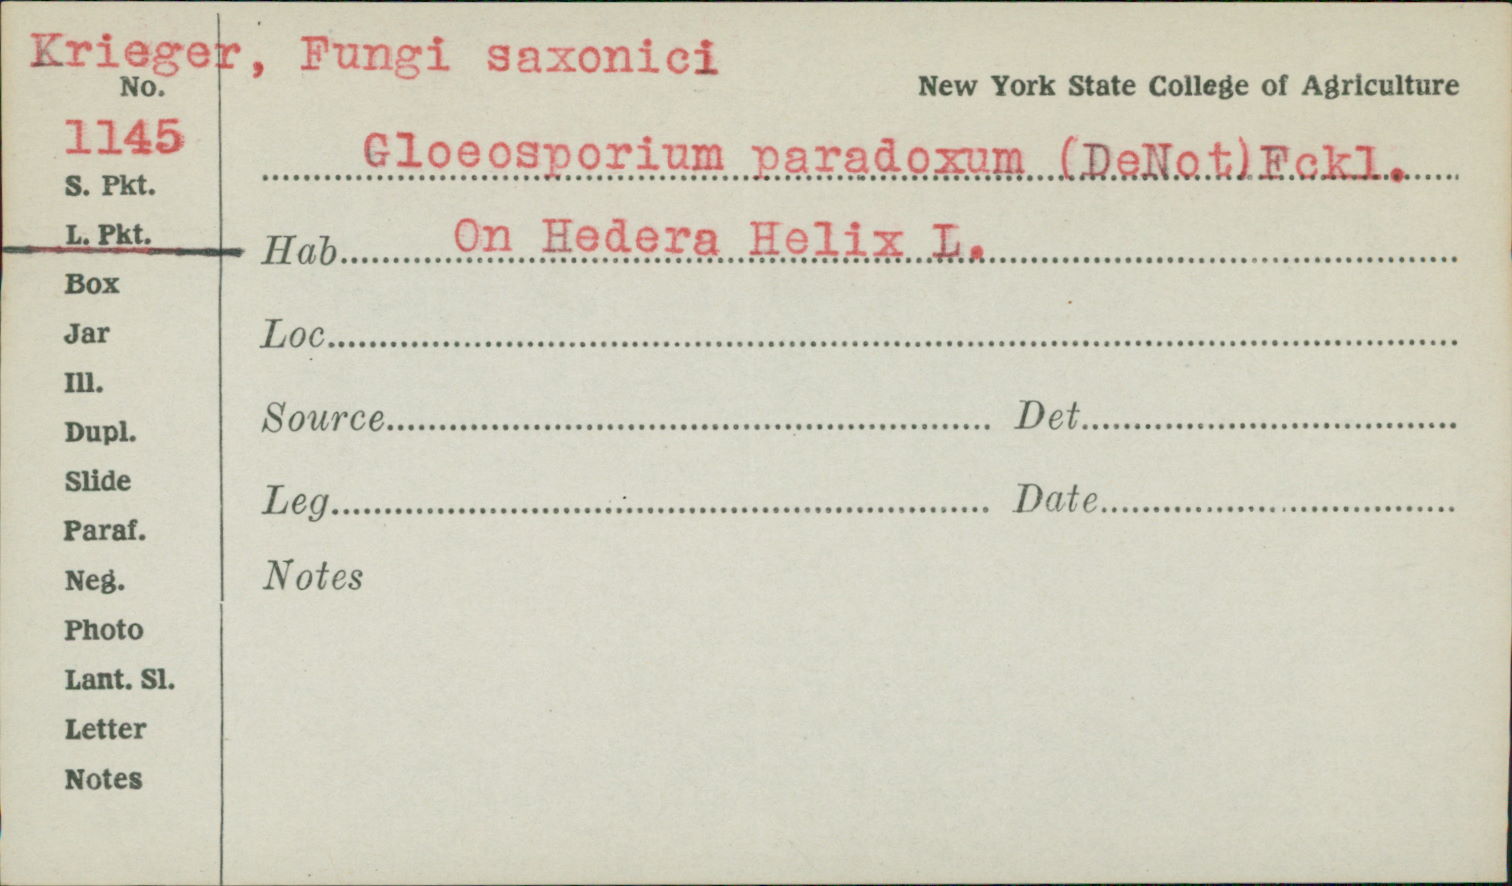 Krieger, Fungi saxonici
No.
New York State College of Agriculture
1145
Gloeosporium paradoxum (DeNot)Fckl.
S. Pkt.
L. Pkt.
Hab. On Hedera Helix L.
Box
Jar
Loc.
Ill.
Dupl.
Source
Det.
Slide
Leg.
Date
Paraf.
Neg.
Notes
Photo
Lant. Sl.
Letter
Notes